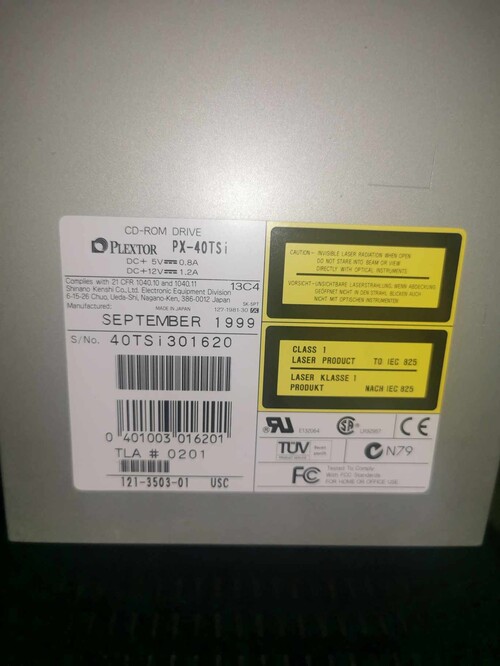 CD-ROM DRIVE
PLEXTOR PX-40TSi
DC+ 5V 0.8A
DC+12V 1.2A
Complies with 21 CFR 1040.10 and 1040.11
Shinano Kenshi Co., Ltd. Electronic Equipment Division
13C4
6-15-26 Chuo, Ueda-Shi, Nagano-Ken, 386-0012 Japan
Manufactured:
MADE IN JAPAN
SEPTEMBER 1999
S/No. 40TSi301620
0 401003 016201
TLA # 0201
121-3503-01 USC
CAUTION- INVISIBLE LASER RADIATION WHEN OPEN
DO NOT STARE INTO BEAM OR VIEW
DIRECTLY WITH OPTICAL INSTRUMENTS
VORSICHT-UNSICHTBARE LASERSTRAHLUNG, WENN ABDECKUNG
GEÖFFNET NICHT IN DEN STRAHL BLICKEN AUCH
NICHT MIT OPTISCHEN INSTRUMENTEN
CLASS 1
LASER PRODUCT TO IEC 825
LASER KLASSE 1
PRODUKT NACH IEC 825
CE
TÜV
N79
FC Tested To Comply
With FCC Standards
FOR HOME OR OFFICE USE